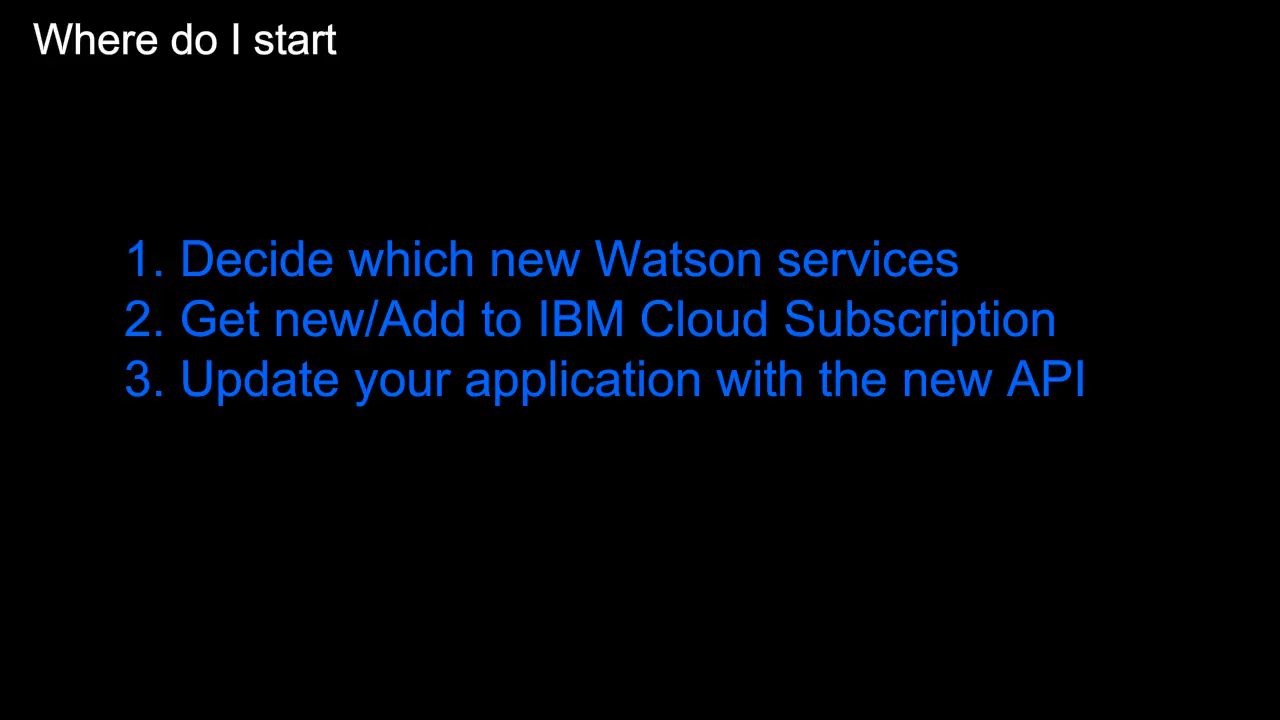 Where do I start
1. Decide which new Watson services
2. Get new/Add to IBM Cloud Subscription
3. Update your application with the new API